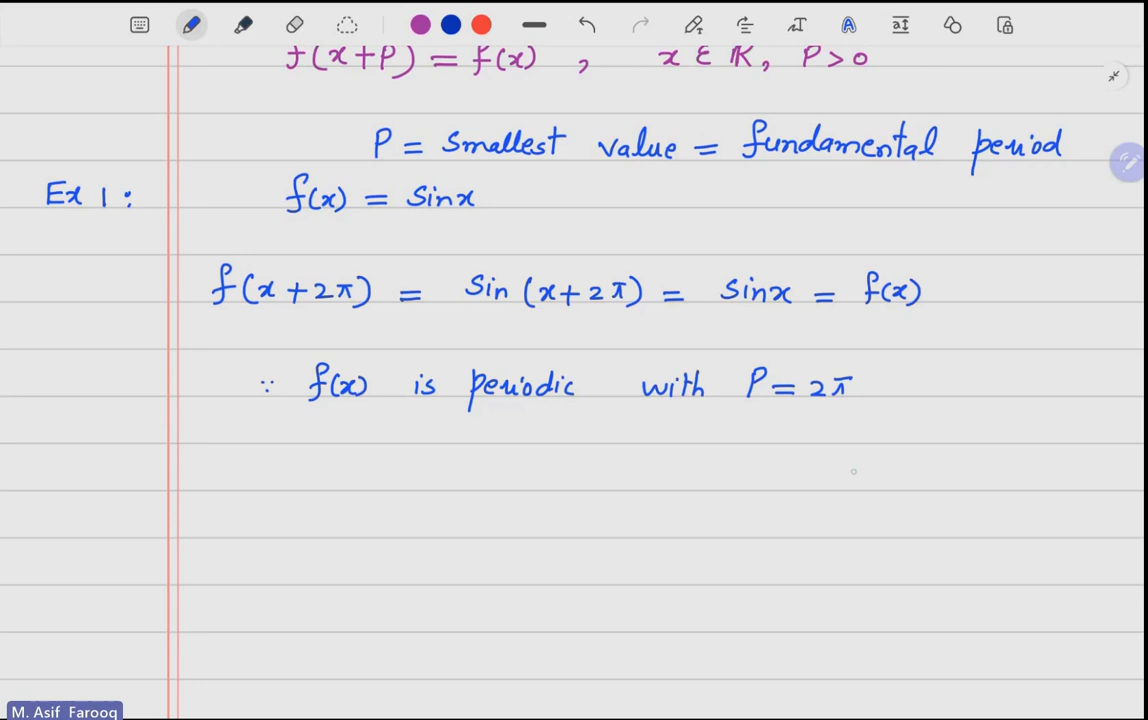 f(x+P) = f(x) , x ∈ R, P > 0
P = smallest value = fundamental period
Ex 1 : f(x) = sinx
f(x+2π) = sin (x+2π) = sinx = f(x)
∵ f(x) is periodic with P = 2π
M. Asif Farooq